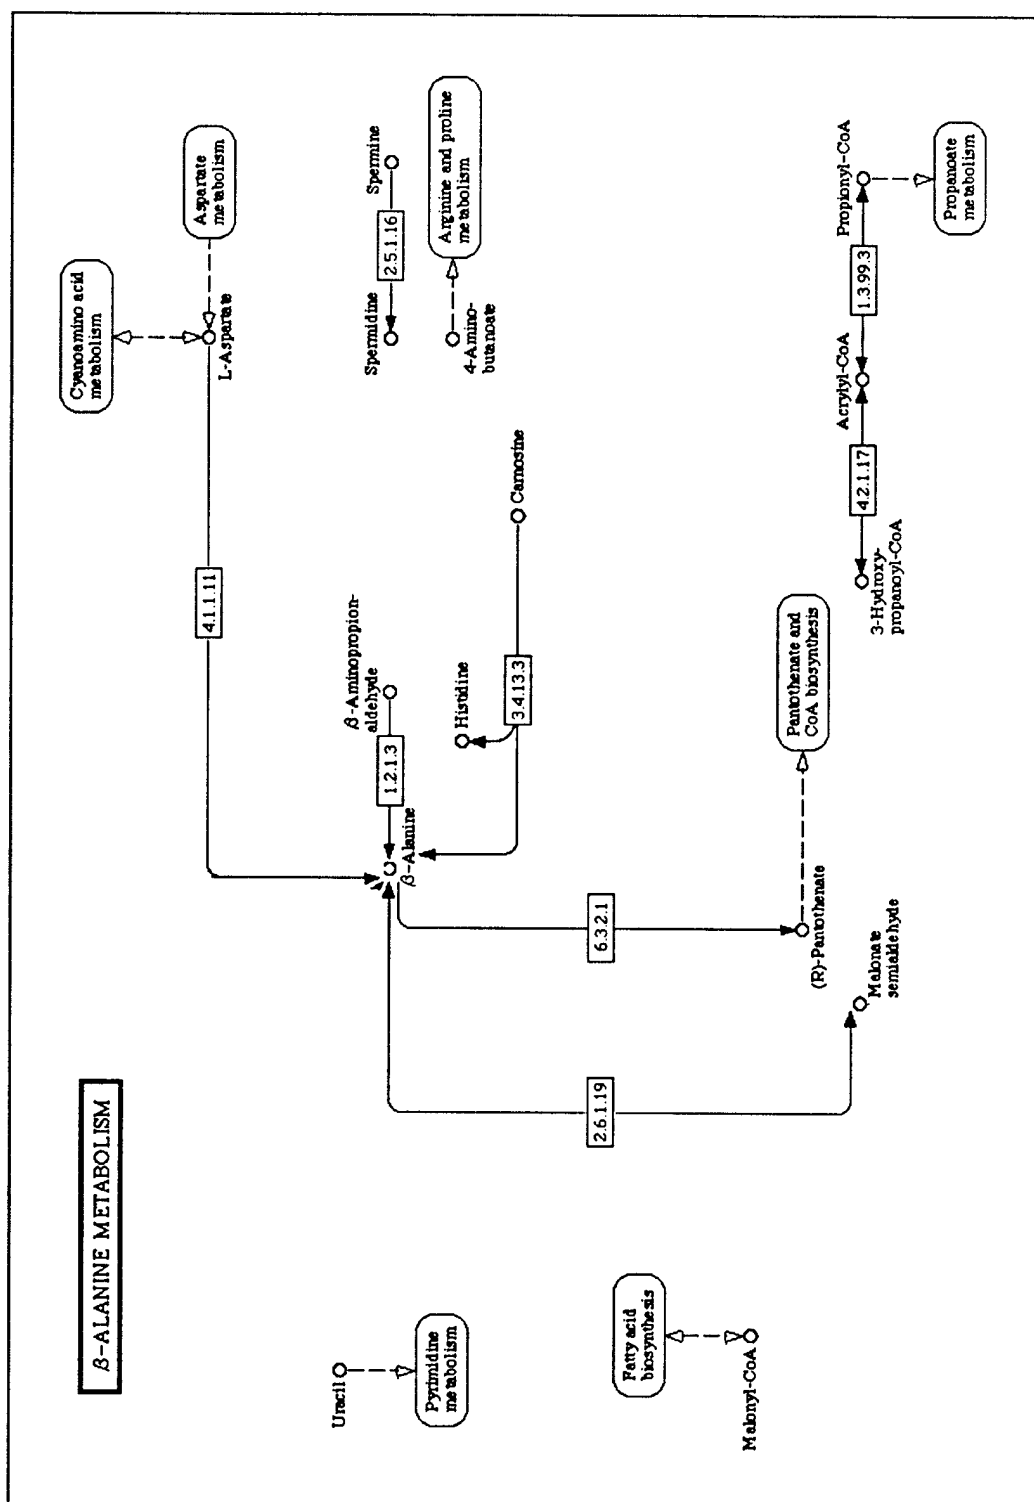 β-ALANINE METABOLISM
Uracil
Pyrimidine
metabolism
Fatty acid
biosynthesis
Malonyl-CoA
Cyanoamino acid
metabolism
Aspartate
metabolism
L-Aspartate
4.1.1.11
β-Aminopropion-
aldehyde
1.2.1.3
β-Alanine
Histidine
3.4.13.3
Carnosine
Spermidine
2.5.1.16
Spermine
4-Amino-
butanoate
Arginine and proline
metabolism
2.6.1.19
6.3.2.1
(R)-Pantothenate
Pantothenate and
CoA biosynthesis
Malonate
semialdehyde
3-Hydroxy-
propanoyl-CoA
4.2.1.17
Acrylyl-CoA
1.3.99.3
Propionyl-CoA
Propanoate
metabolism